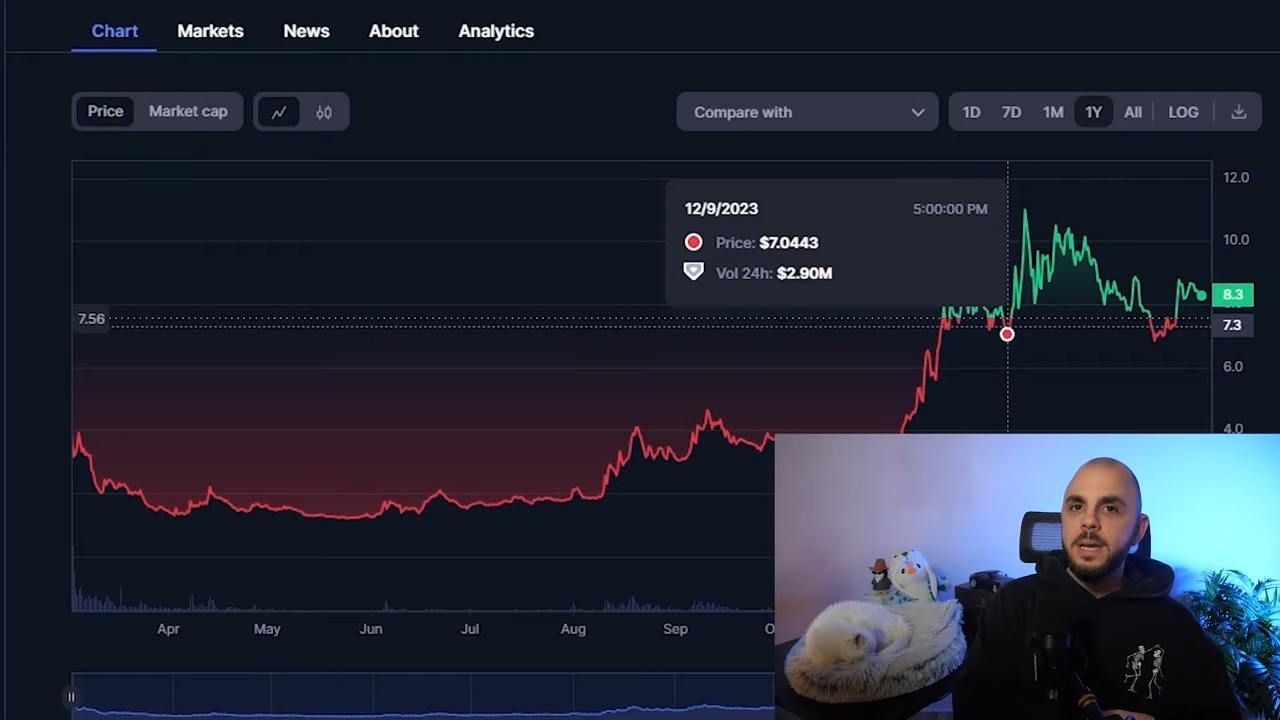 Chart Markets News About Analytics
Price Market cap Compare with 1D 7D 1M 1Y All LOG
12.0
12/9/2023 5:00:00 PM
Price: $7.0443
10.0
Vol 24h: $2.90M
8.3
7.56
7.3
6.0
4.0
Apr May Jun Jul Aug Sep